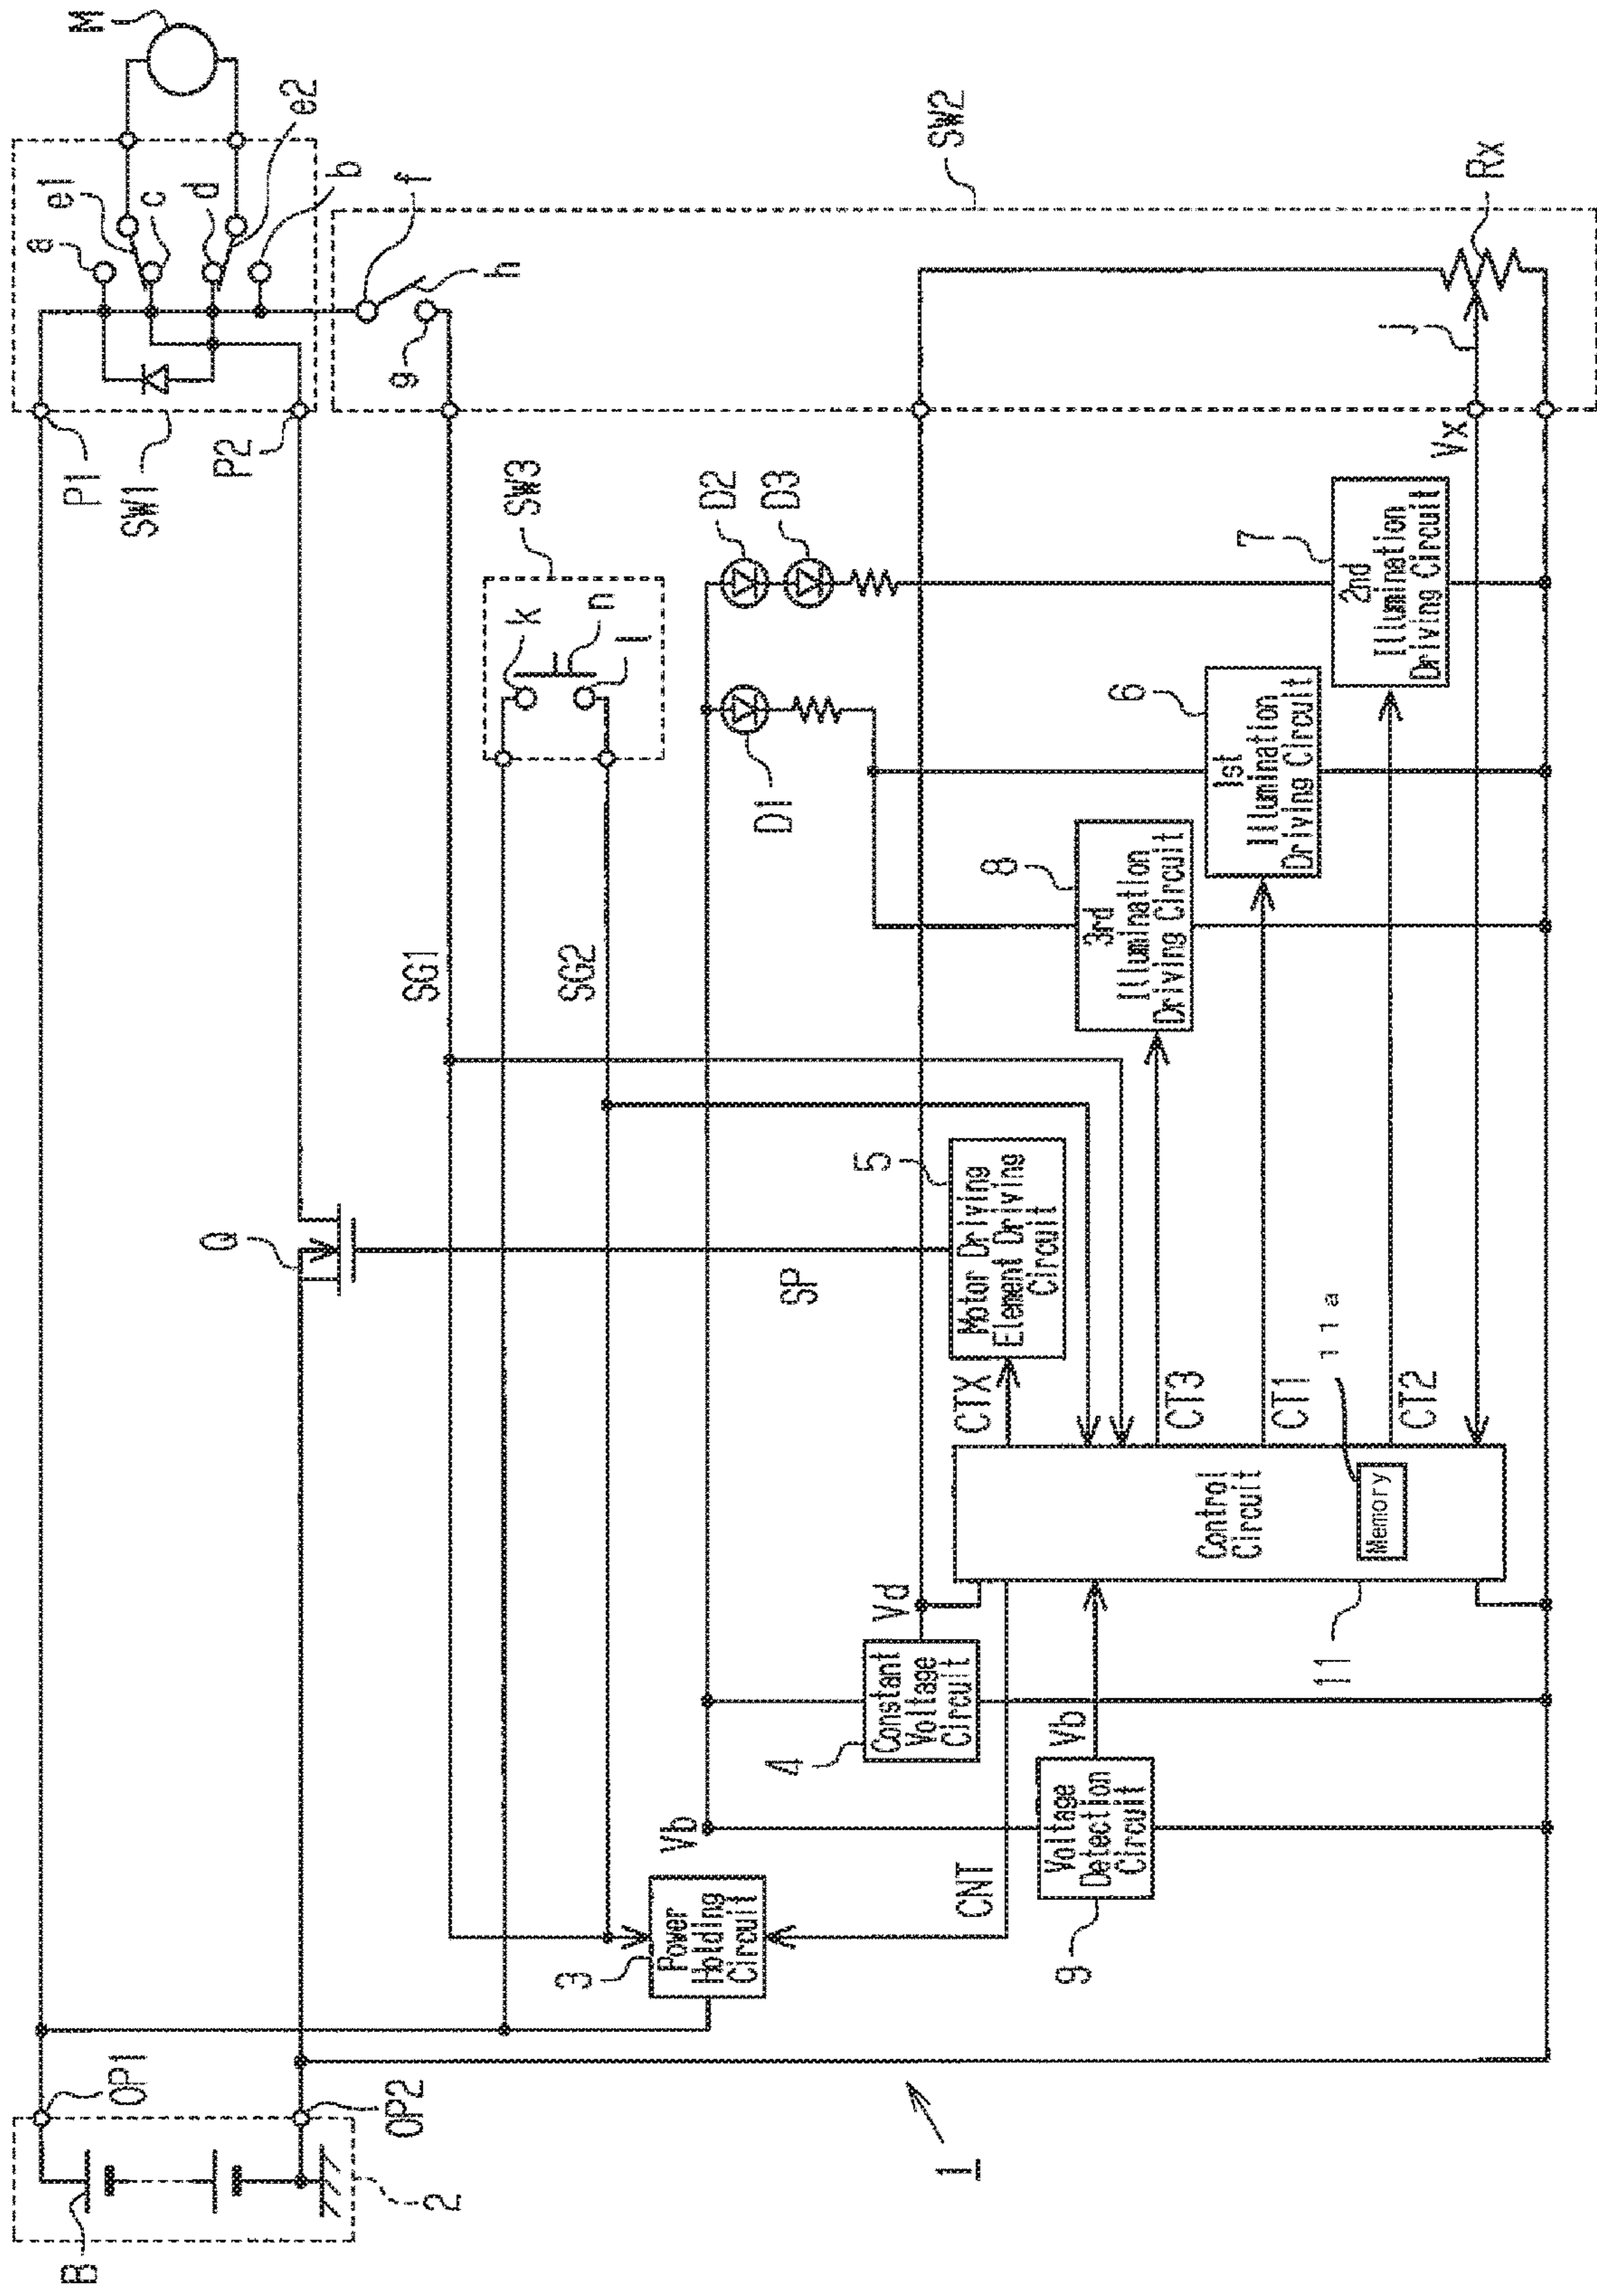 M
a
e1
c
d
e2
b
P1
SW1
P2
f
h
g
SW2
Rx
j
Vx
SW3
k
n
l
D2
D3
D1
7
2nd
Illumination
Driving Circuit
6
1st
Illumination
Driving Circuit
8
3rd
Illumination
Driving Circuit
SG1
SG2
Q
SP
5
Motor Driving
Element Driving
Circuit
CTX
CT3
CT1
11a
CT2
Control
Circuit
Memory
11
Vd
4
Constant
Voltage
Circuit
Vb
Vb
9
Voltage
Detection
Circuit
CNT
3
Power
Holding
Circuit
OP1
OP2
B
2
1